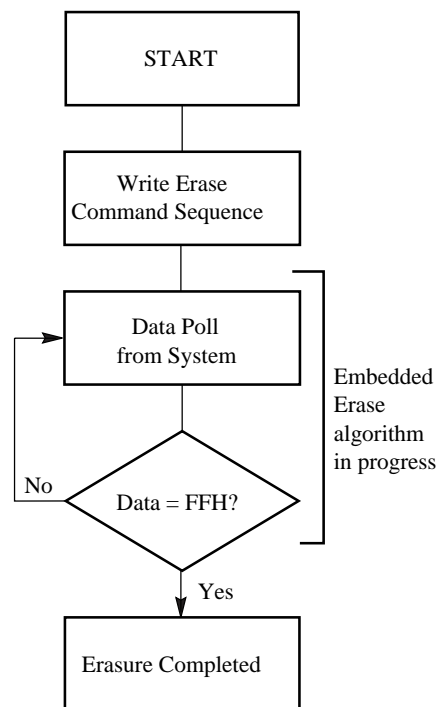 START
Write Erase
Command Sequence
Data Poll
from System
Embedded
Erase
algorithm
in progress
No
Data = FFH?
Yes
Erasure Completed